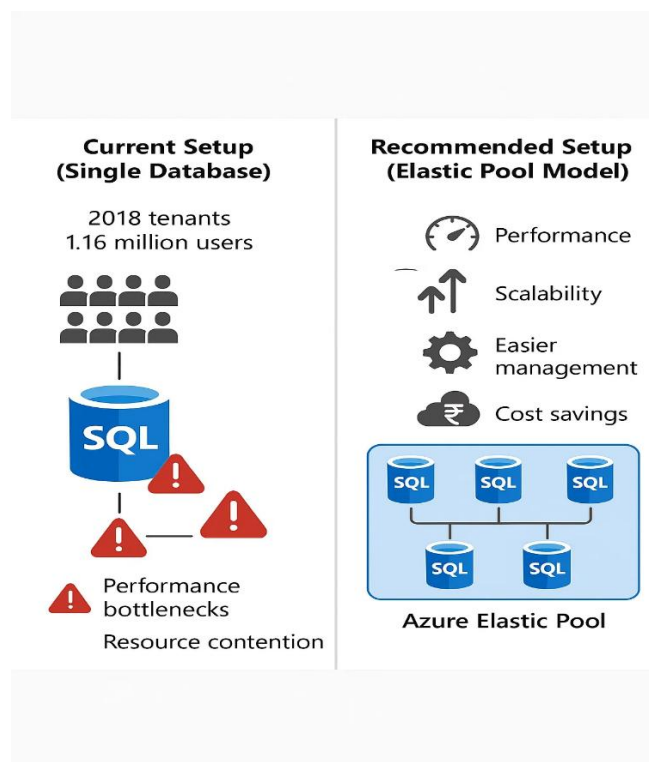 Current Setup
(Single Database)
2018 tenants
1.16 million users
SQL
Performance
bottlenecks
Resource contention
Recommended Setup
(Elastic Pool Model)
Performance
Scalability
Easier
management
₹ Cost savings
SQL SQL SQL
SQL SQL
Azure Elastic Pool